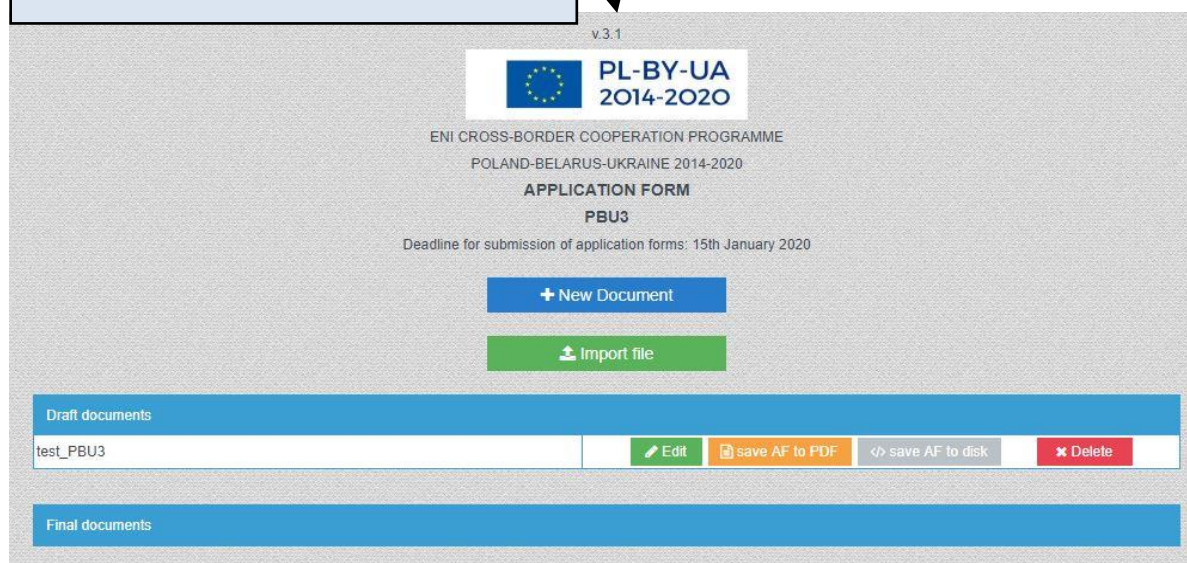 v.3.1
PL-BY-UA
2014-2020
ENI CROSS-BORDER COOPERATION PROGRAMME
POLAND-BELARUS-UKRAINE 2014-2020
APPLICATION FORM
PBU3
Deadline for submission of application forms: 15th January 2020
+ New Document
Import file
Draft documents
test_PBU3 Edit save AF to PDF </> save AF to disk × Delete
Final documents